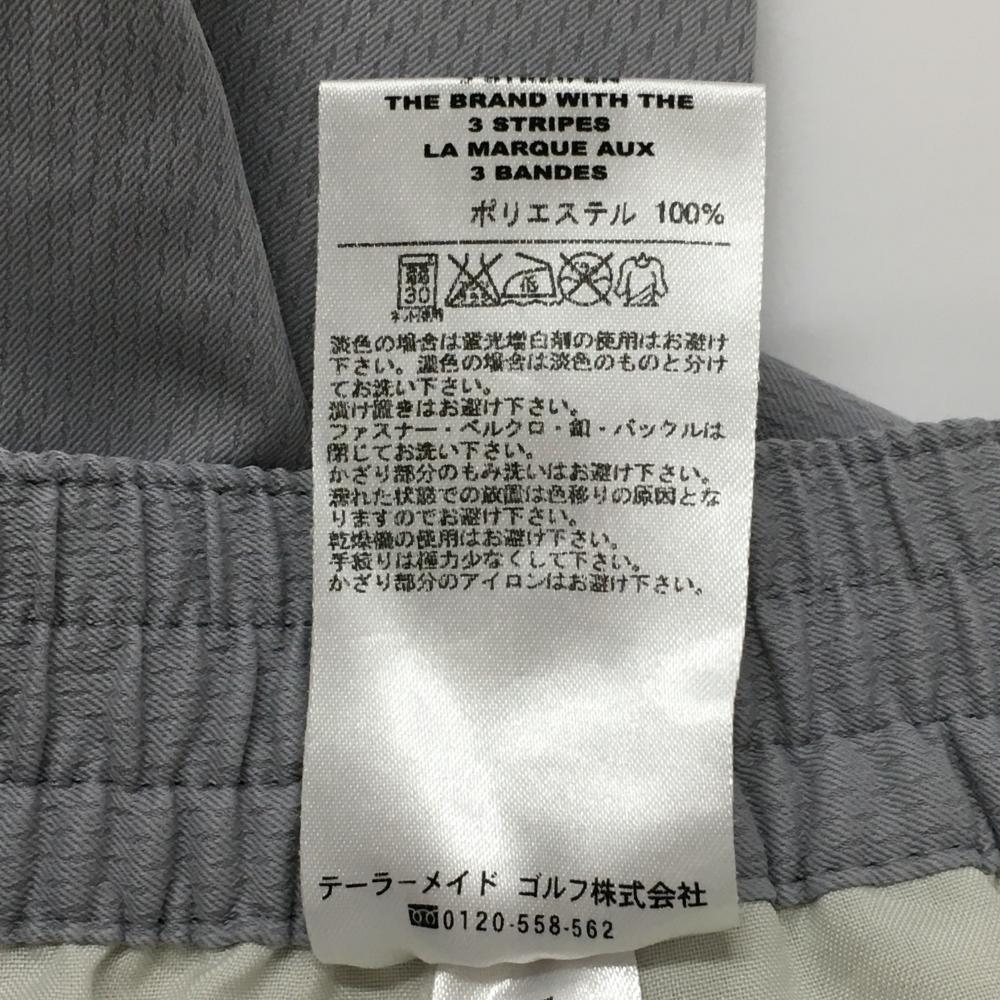 THE BRAND WITH THE
3 STRIPES
LA MARQUE AUX
3 BANDES
ポリエステル 100%
30
低
ネット使用
淡色の場合は蛍光増白剤の使用はお避け
下さい。濃色の場合は淡色のものと分け
てお洗い下さい。
漬け置きはお避け下さい。
ファスナー・ベルクロ・釦・バックルは
閉じてお洗い下さい。
かざり部分のもみ洗いはお避け下さい。
濡れた状態での放置は色移りの原因とな
りますのでお避け下さい。
乾燥機の使用はお避け下さい。
手絞りは極力少なくして下さい。
かざり部分のアイロンはお避け下さい。
テーラーメイド ゴルフ株式会社
0120-558-562